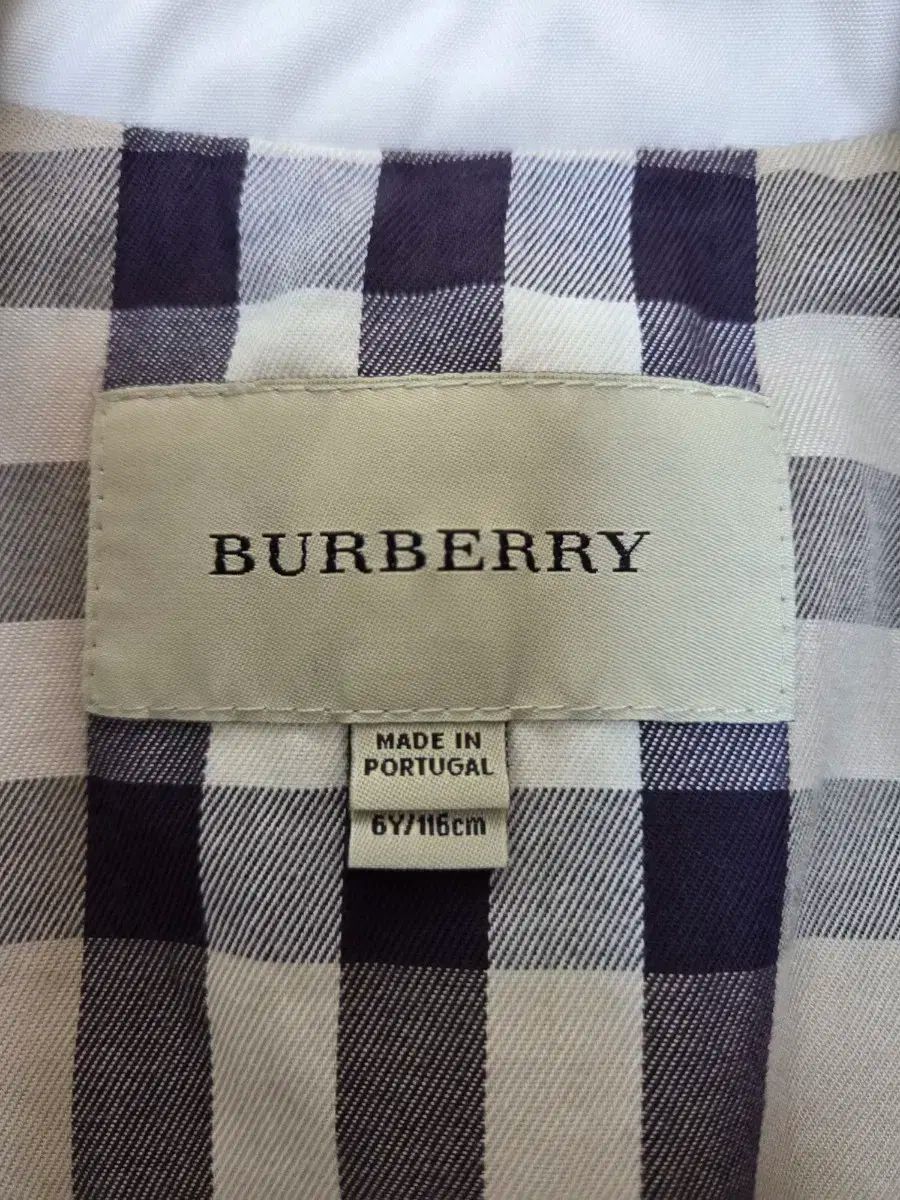 BURBERRY
MADE IN
PORTUGAL
6Y/116cm